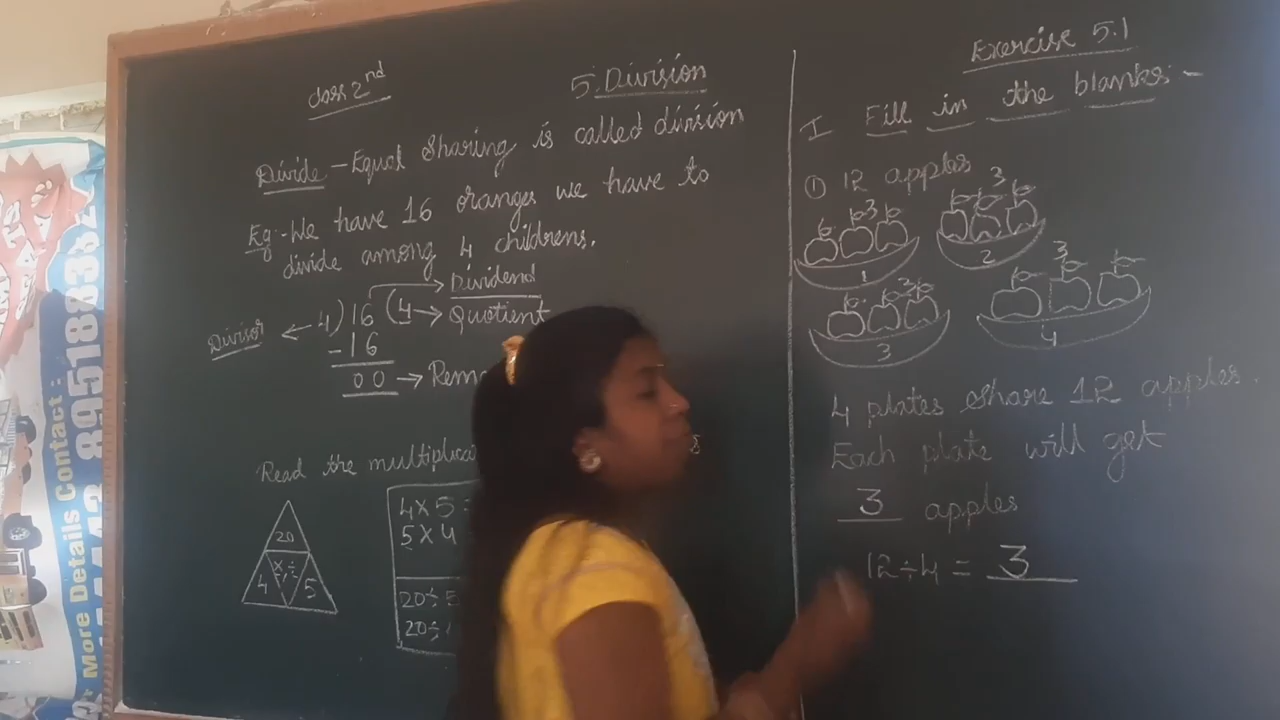 Class 2nd
5. Division
Divide - Equal Sharing is called division
Eg:- We have 16 oranges we have to
divide among 4 childrens.
Dividend
Divisor ← 4) 16 (4 → Quotient
-16
00 →
Read the
20
4 ×,÷ 5
4×5
5×4
20÷5
20÷
Exercise 5.1
I Fill in the blanks:-
① 12 apples
3
3
1
2
3
3
4
4 plates share 12 apples.
Each plate will get
3 apples
12÷4 = 3
More Details Contact :